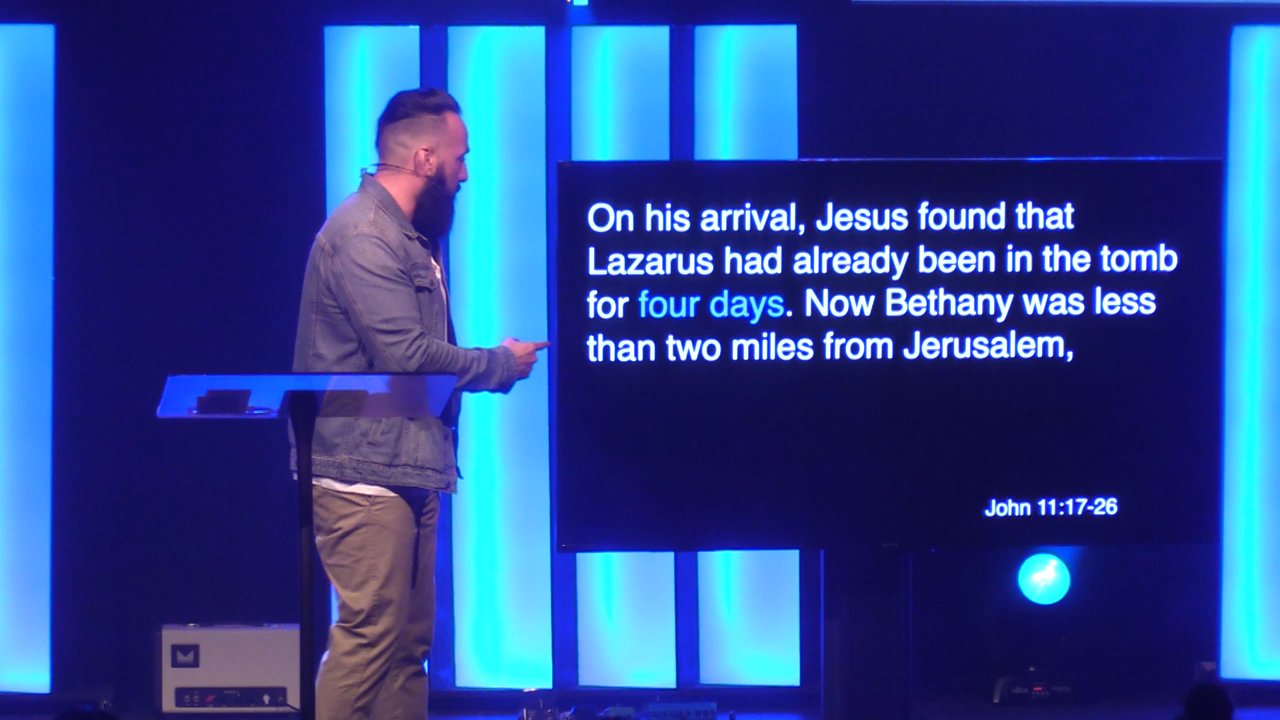 On his arrival, Jesus found that
Lazarus had already been in the tomb
for four days. Now Bethany was less
than two miles from Jerusalem,
John 11:17-26